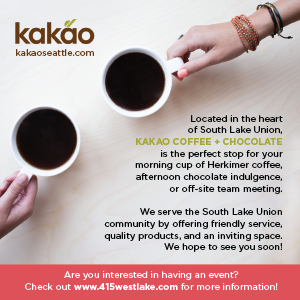 kakao
kakaoseattle.com
Located in the heart
of South Lake Union,
KAKAO COFFEE + CHOCOLATE
is the perfect stop for your
morning cup of Herkimer coffee,
afternoon chocolate indulgence,
or off-site team meeting.
We serve the South Lake Union
community by offering friendly service,
quality products, and an inviting space.
We hope to see you soon!
Are you interested in having an event?
Check out www.415westlake.com for more information!